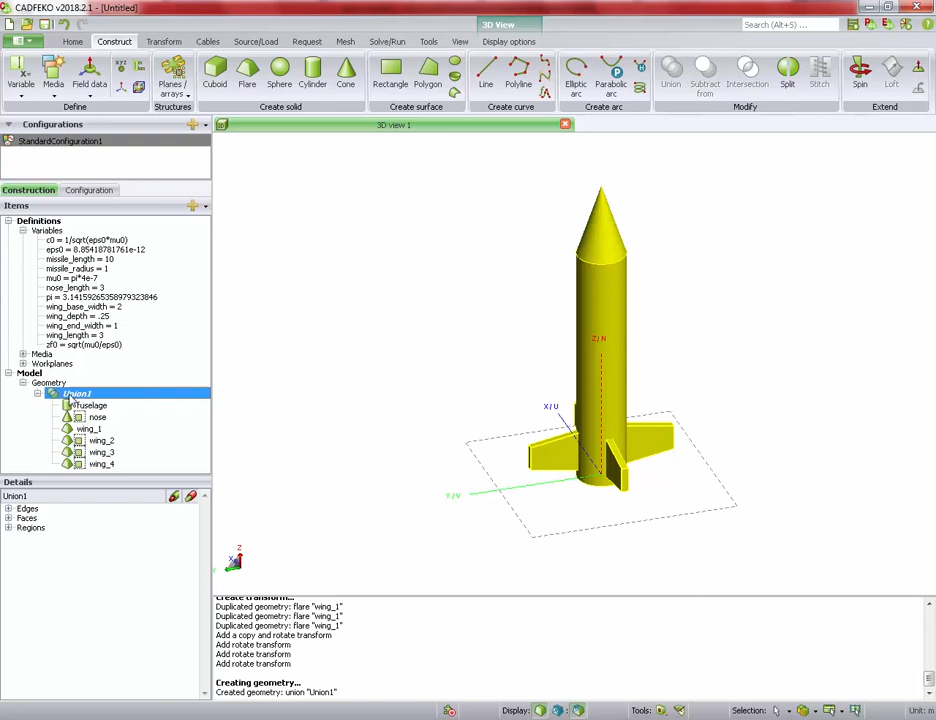 CADFEKO v2018.2.1 - [Untitled]
3D View
Search (Alt+S) . . .
Home Construct Transform Cables Source/Load Request Mesh Solve/Run Tools View Display options
Variable Media Field data Planes / arrays Cuboid Flare Sphere Cylinder Cone Rectangle Polygon Line Polyline Elliptic arc Parabolic arc Union Subtract from Intersection Split Stitch Spin Loft
Define Structures Create solid Create surface Create curve Create arc Modify Extend
Configurations
3D view 1
StandardConfiguration1
Construction Configuration
Items
Definitions
Variables
c0 = 1/sqrt(eps0*mu0)
eps0 = 8.85418781761e-12
missile_length = 10
missile_radius = 1
mu0 = pi*4e-7
nose_length = 3
pi = 3.14159265358979323846
wing_base_width = 2
wing_depth = .25
wing_end_width = 1
wing_length = 3
zf0 = sqrt(mu0/eps0)
Media
Workplanes
Model
Geometry
Union1
fuselage
nose
wing_1
wing_2
wing_3
wing_4
Z/N
X/U
Y/V
Z
X
Details
Union1
Edges
Faces
Regions
Create transform...
Duplicated geometry: flare "wing_1"
Duplicated geometry: flare "wing_1"
Duplicated geometry: flare "wing_1"
Add a copy and rotate transform
Add rotate transform
Add rotate transform
Add rotate transform
Creating geometry...
Created geometry: union "Union1"
Display: Tools: Selection: Unit: m